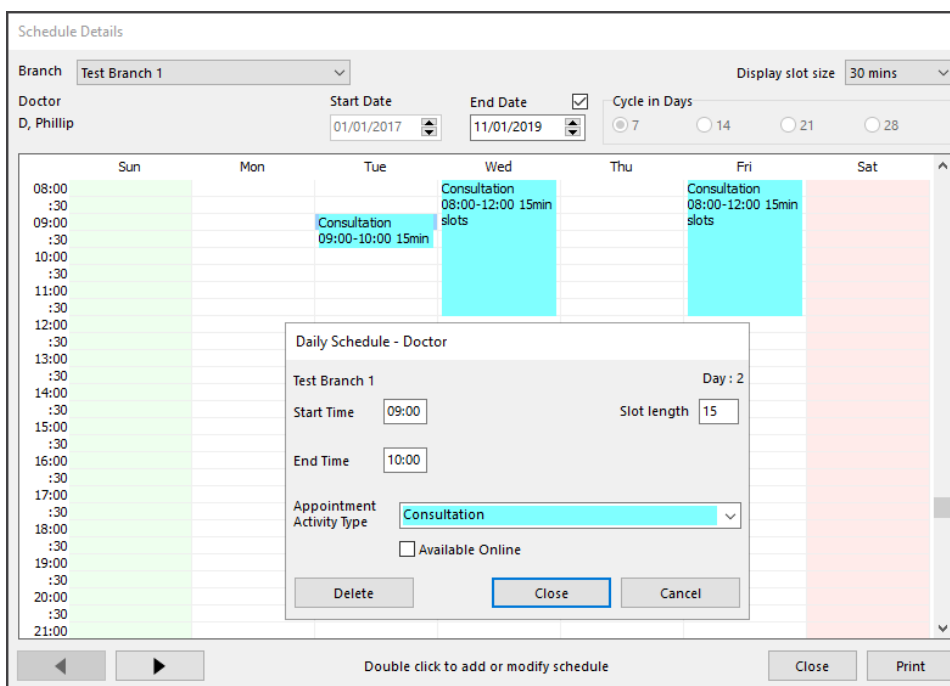 Schedule Details
Branch Test Branch 1 Display slot size 30 mins
Doctor Start Date End Date Cycle in Days
D, Phillip 01/01/2017 11/01/2019 7 14 21 28
Sun Mon Tue Wed Thu Fri Sat
08:00 Consultation Consultation
:30 08:00-12:00 15min 08:00-12:00 15min
09:00 Consultation slots slots
:30 09:00-10:00 15min
10:00
:30
11:00
:30
12:00
:30
13:00
:30
14:00
:30
15:00
:30
16:00
:30
17:00
:30
18:00
:30
19:00
:30
20:00
:30
21:00
Daily Schedule - Doctor
Test Branch 1 Day : 2
Start Time 09:00 Slot length 15
End Time 10:00
Appointment
Activity Type Consultation
Available Online
Delete Close Cancel
Double click to add or modify schedule Close Print